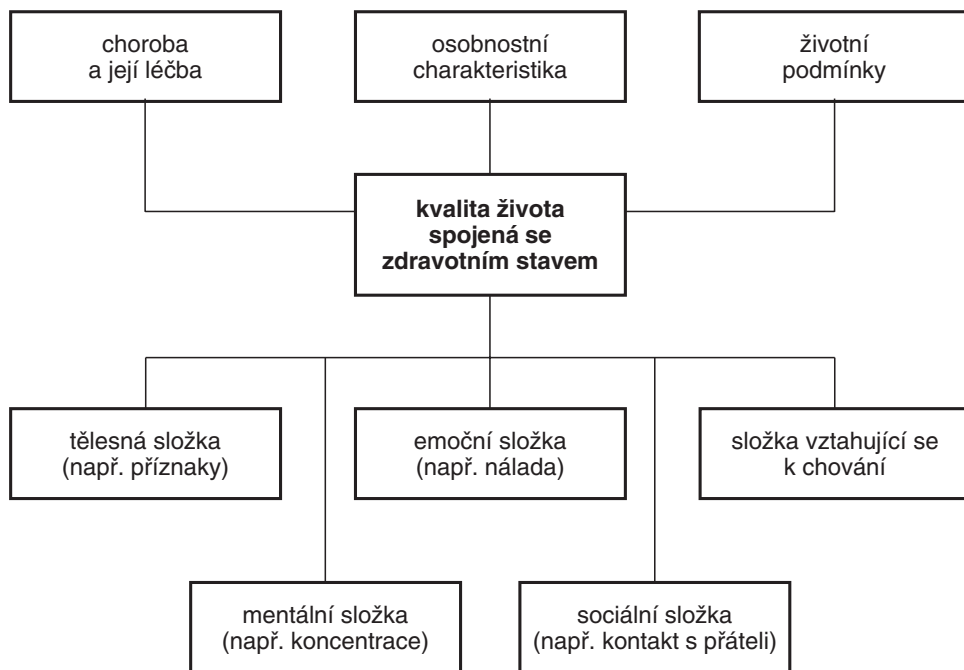 choroba
a její léčba
osobnostní
charakteristika
životní
podmínky
kvalita života
spojená se
zdravotním stavem
tělesná složka
(např. příznaky)
emoční složka
(např. nálada)
složka vztahující se
k chování
mentální složka
(např. koncentrace)
sociální složka
(např. kontakt s přáteli)